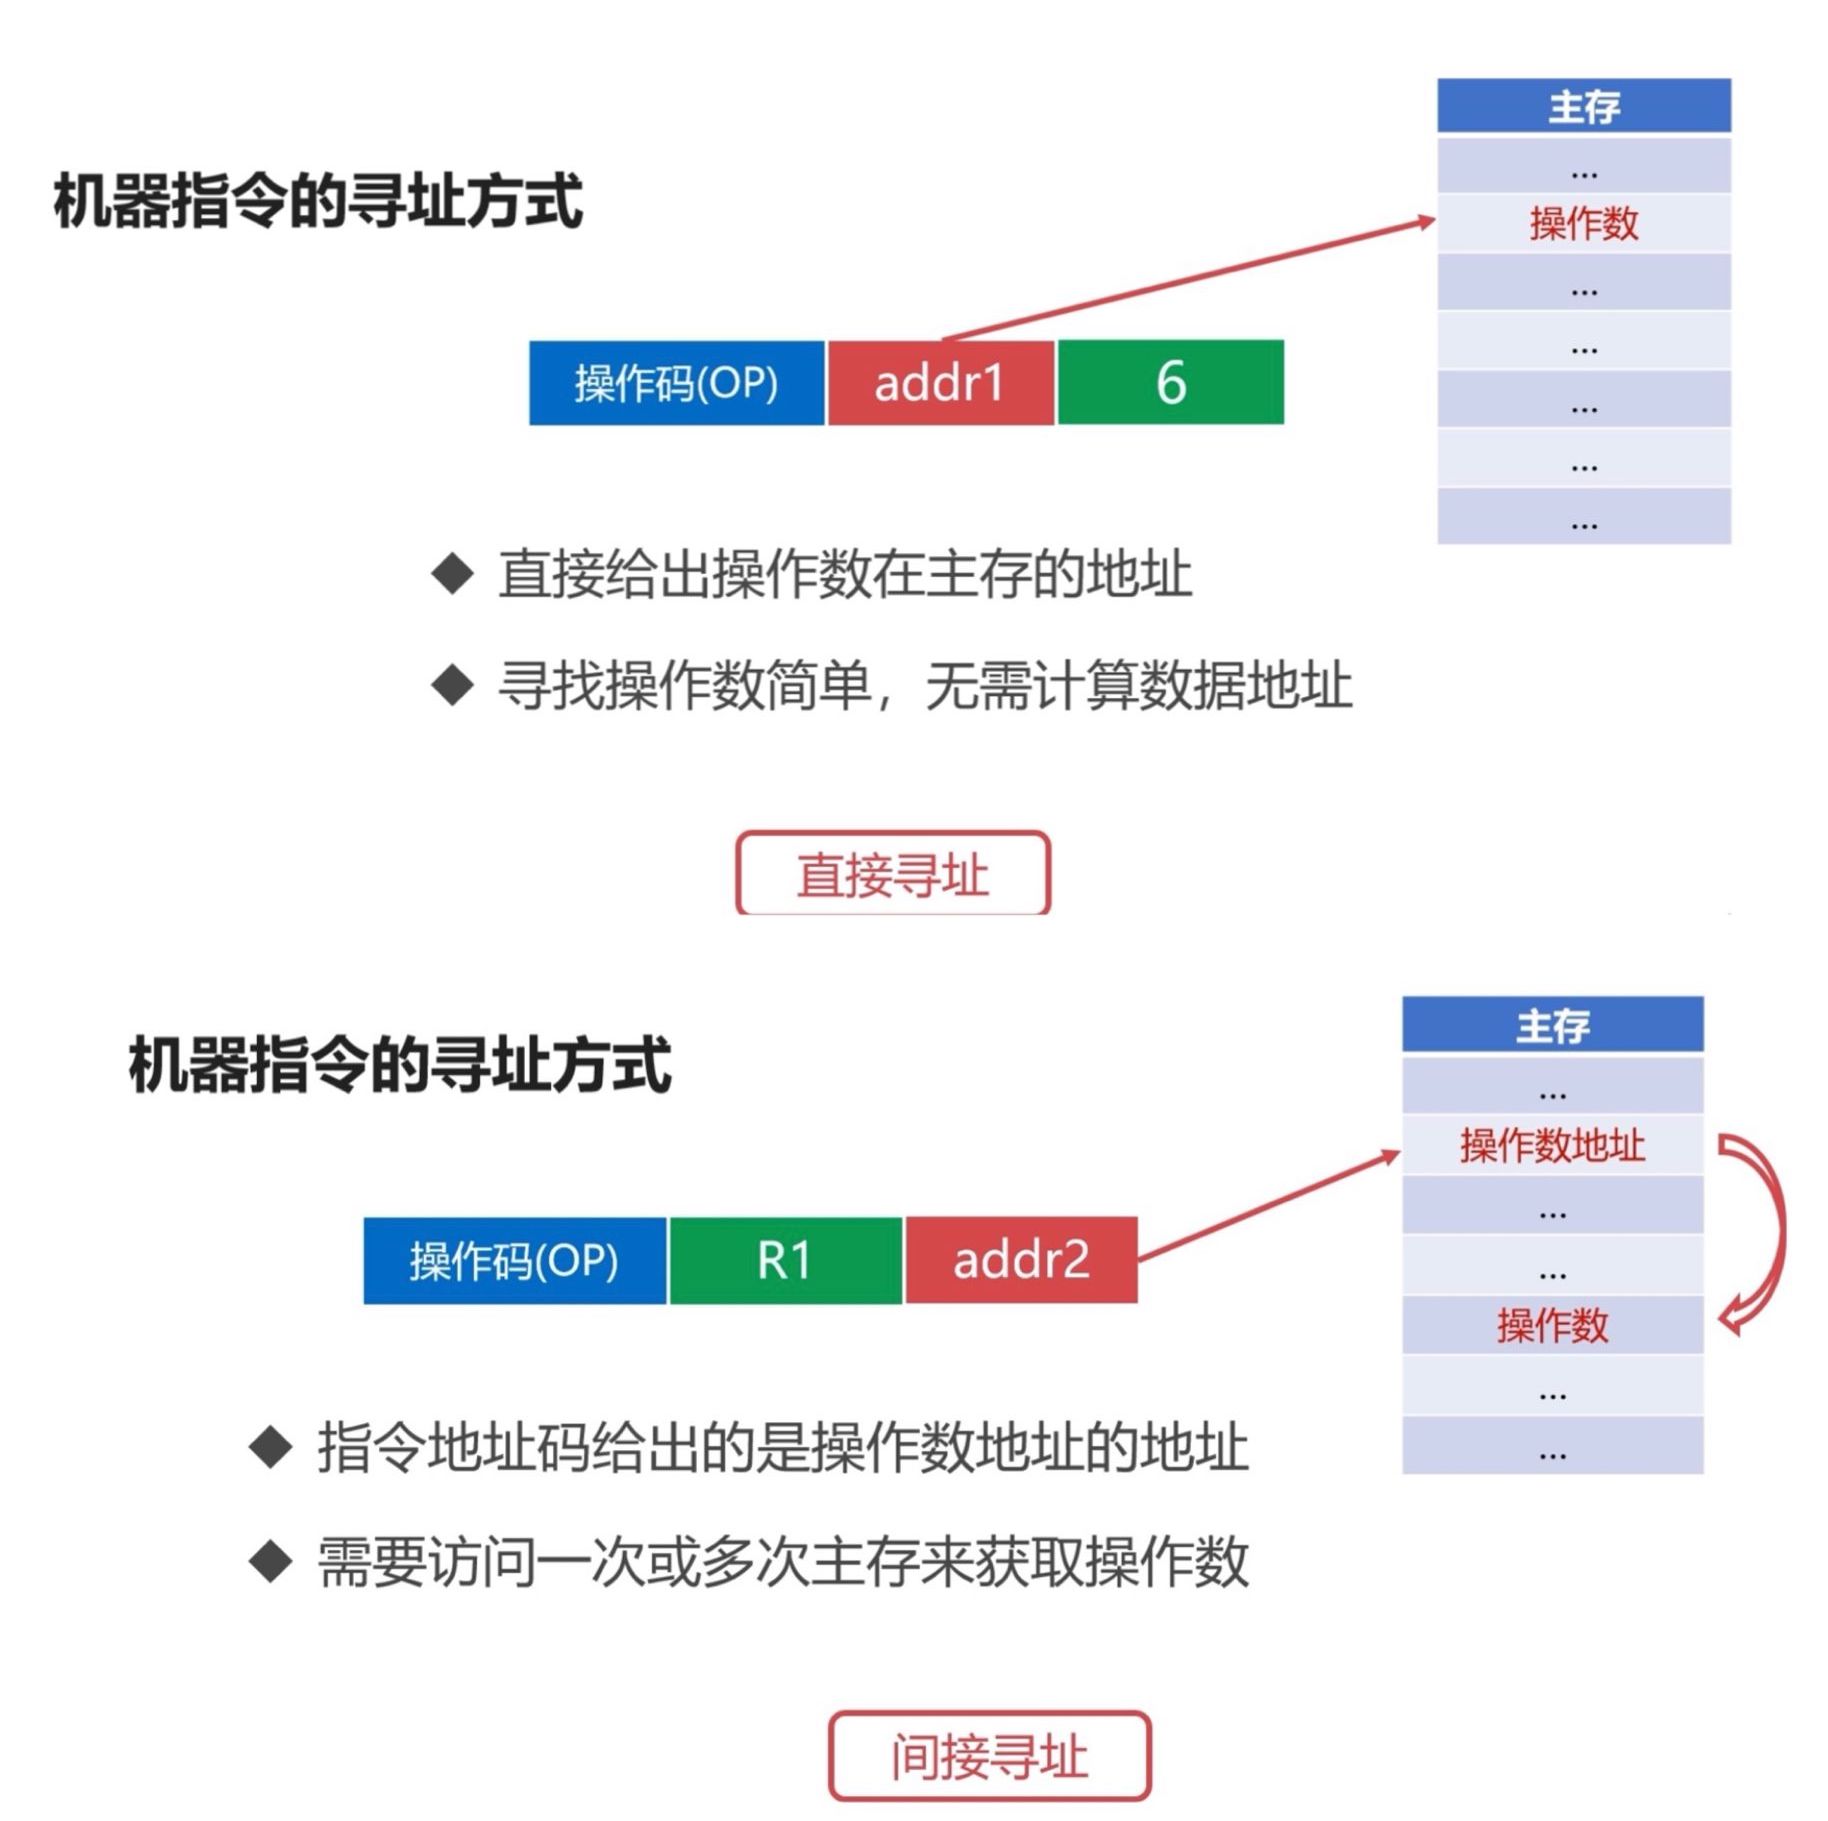 主存
...
机器指令的寻址方式
操作数
...
操作码(OP) addr1 6
...
...
...
...
◆ 直接给出操作数在主存的地址
◆ 寻找操作数简单，无需计算数据地址
直接寻址
主存
机器指令的寻址方式
...
操作数地址
...
操作码(OP) R1 addr2
...
操作数
...
...
◆ 指令地址码给出的是操作数地址的地址
◆ 需要访问一次或多次主存来获取操作数
间接寻址